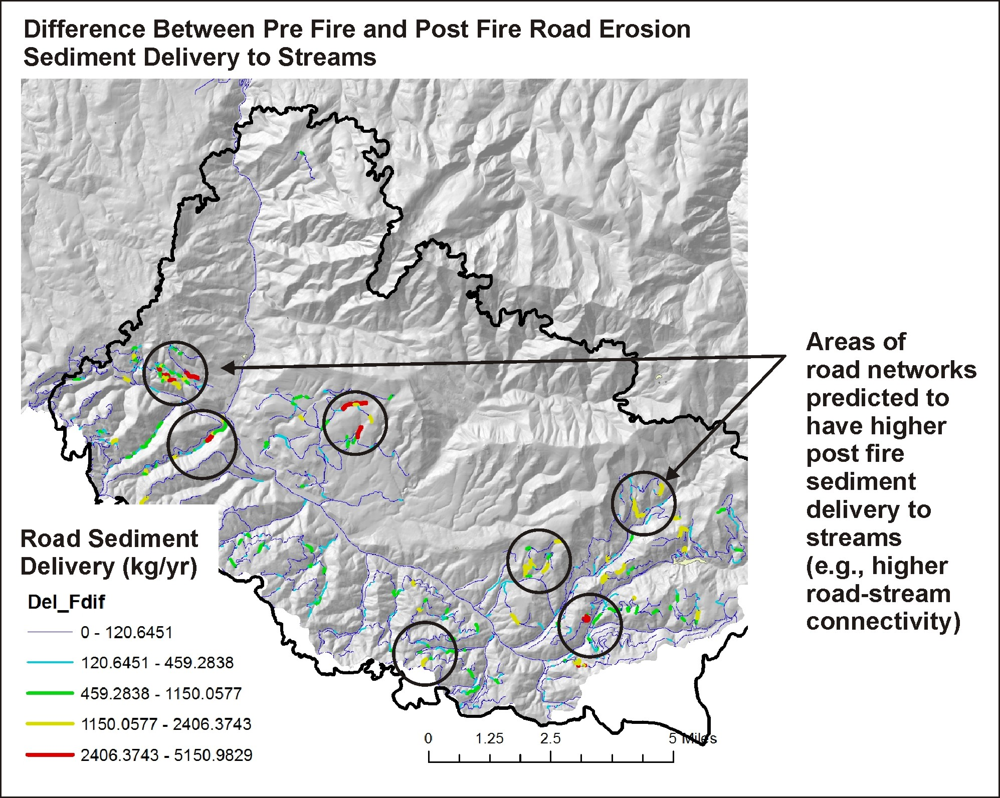 Difference Between Pre Fire and Post Fire Road Erosion
Sediment Delivery to Streams
Areas of
road networks
predicted to
have higher
post fire
sediment
delivery to
streams
(e.g., higher
road-stream
connectivity)
Road Sediment
Delivery (kg/yr)
Del_Fdif
0 - 120.6451
120.6451 - 459.2838
459.2838 - 1150.0577
1150.0577 - 2406.3743
2406.3743 - 5150.9829
0 1.25 2.5 5 Miles